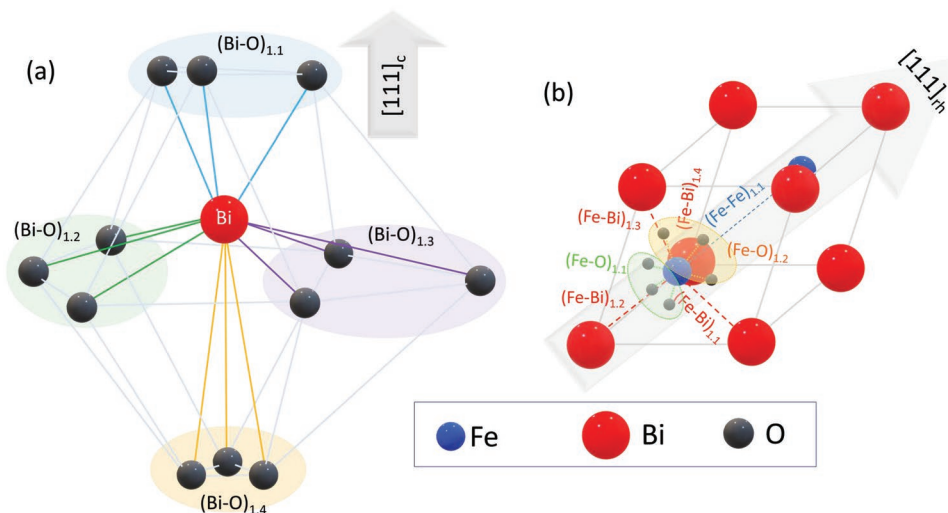 (a)
(Bi-O)1.1
[111]c
Bi
(Bi-O)1.2
(Bi-O)1.3
(Bi-O)1.4
(b)
[111]rh
(Fe-Bi)1.3
(Fe-Bi)1.4
(Fe-Fe)1.1
(Fe-O)1.1
(Fe-O)1.2
(Fe-Bi)1.2
(Fe-Bi)1.1
Fe Bi O